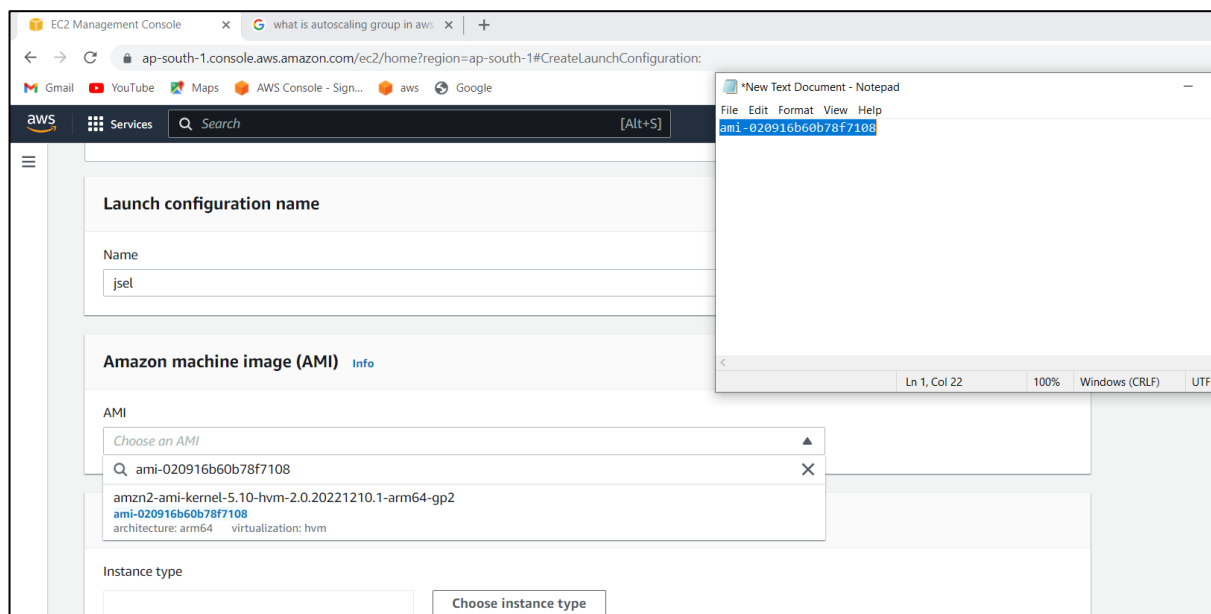 EC2 Management Console
what is autoscaling group in aws
ap-south-1.console.aws.amazon.com/ec2/home?region=ap-south-1#CreateLaunchConfiguration:
Gmail YouTube Maps AWS Console - Sign... aws Google
aws Services Search [Alt+S]
Launch configuration name
Name
jsel
Amazon machine image (AMI) Info
AMI
Choose an AMI
ami-020916b60b78f7108
amzn2-ami-kernel-5.10-hvm-2.0.20221210.1-arm64-gp2
ami-020916b60b78f7108
architecture: arm64 virtualization: hvm
Instance type
Choose instance type
*New Text Document - Notepad
File Edit Format View Help
ami-020916b60b78f7108
Ln 1, Col 22 100% Windows (CRLF) UTF